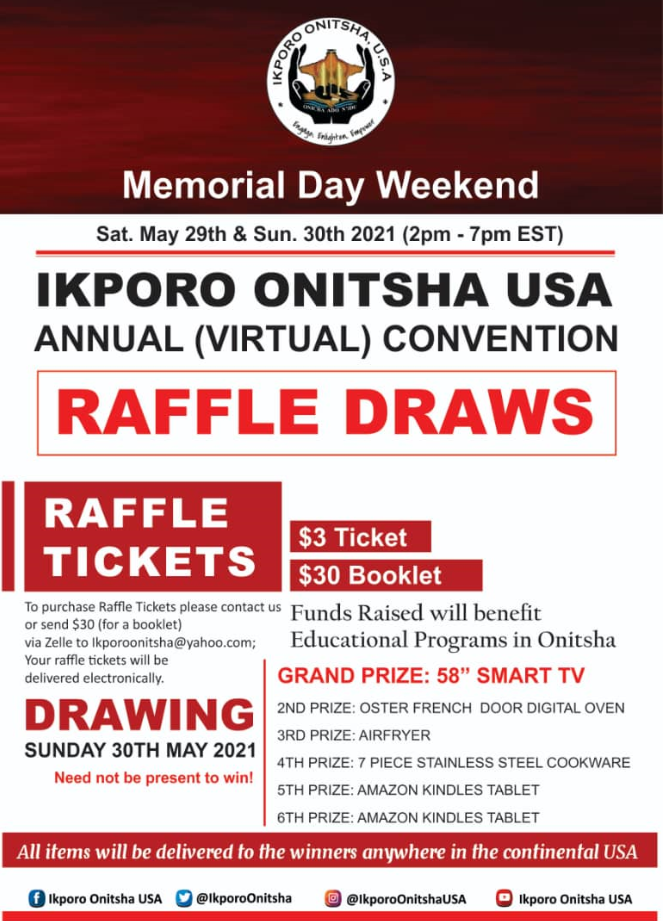 IKPORO ONITSHA, U.S.A
ONICHA ADO N'IDU
Engage, Enlighten, Empower
Memorial Day Weekend
Sat. May 29th & Sun. 30th 2021 (2pm - 7pm EST)
IKPORO ONITSHA USA
ANNUAL (VIRTUAL) CONVENTION
RAFFLE DRAWS
RAFFLE
TICKETS
$3 Ticket
$30 Booklet
To purchase Raffle Tickets please contact us
or send $30 (for a booklet)
via Zelle to Ikporoonitsha@yahoo.com;
Your raffle tickets will be
delivered electronically.
DRAWING
SUNDAY 30TH MAY 2021
Need not be present to win!
Funds Raised will benefit
Educational Programs in Onitsha
GRAND PRIZE: 58” SMART TV
2ND PRIZE: OSTER FRENCH DOOR DIGITAL OVEN
3RD PRIZE: AIRFRYER
4TH PRIZE: 7 PIECE STAINLESS STEEL COOKWARE
5TH PRIZE: AMAZON KINDLES TABLET
6TH PRIZE: AMAZON KINDLES TABLET
All items will be delivered to the winners anywhere in the continental USA
Ikporo Onitsha USA @IkporoOnitsha @IkporoOnitshaUSA Ikporo Onitsha USA